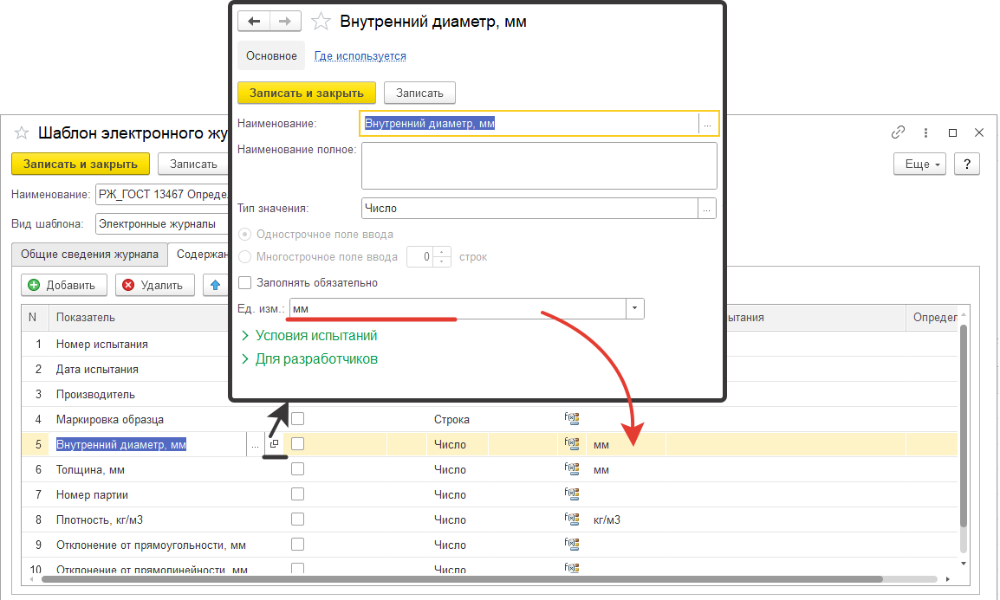 Внутренний диаметр, мм
Основное Где используется
Записать и закрыть Записать
Наименование: Внутренний диаметр, мм ...
Наименование полное:
Тип значения: Число ...
Однострочное поле ввода
Многострочное поле ввода 0 строк
Заполнять обязательно
Ед. изм.: мм
Условия испытаний
Для разработчиков
Шаблон электронного жу
Записать и закрыть Записать Еще ?
Наименование: РЖ_ГОСТ 13467 Опреде
Вид шаблона: Электронные журналы
Общие сведения журнала Содержан
Добавить Удалить
N Показатель ытания Определ
1 Номер испытания
2 Дата испытания
3 Производитель
4 Маркировка образца Строка
5 Внутренний диаметр, мм ... Число мм
6 Толщина, мм Число мм
7 Номер партии Число
8 Плотность, кг/м3 Число кг/м3
9 Отклонение от прямоугольности, мм Число
10 Отклонение от прямолинейности, мм Число